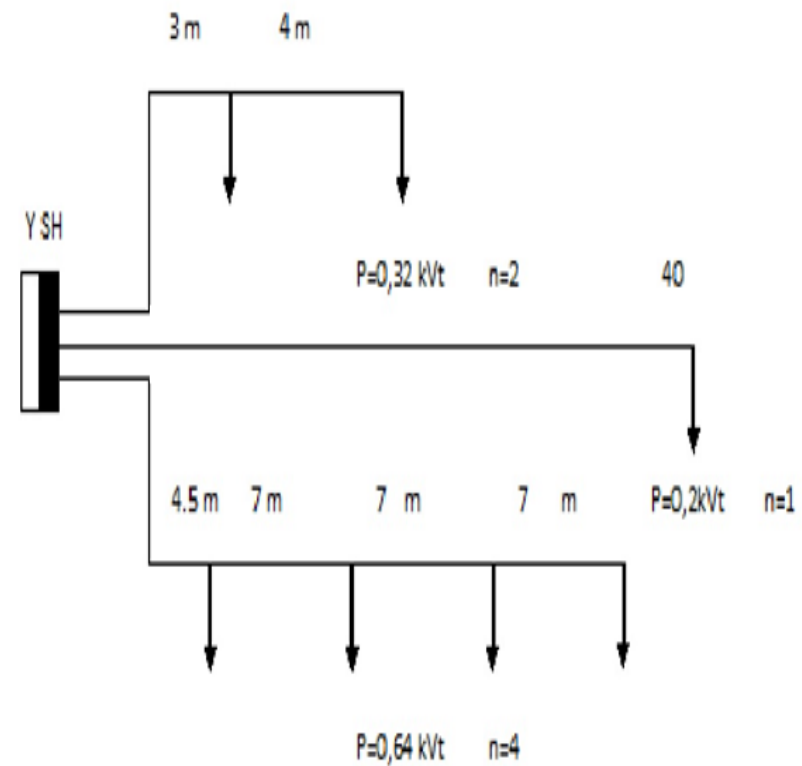 3 m 4 m
Y SH
P=0,32 kVt n=2 40
4.5 m 7 m 7 m 7 m P=0,2kVt n=1
P=0,64 kVt n=4